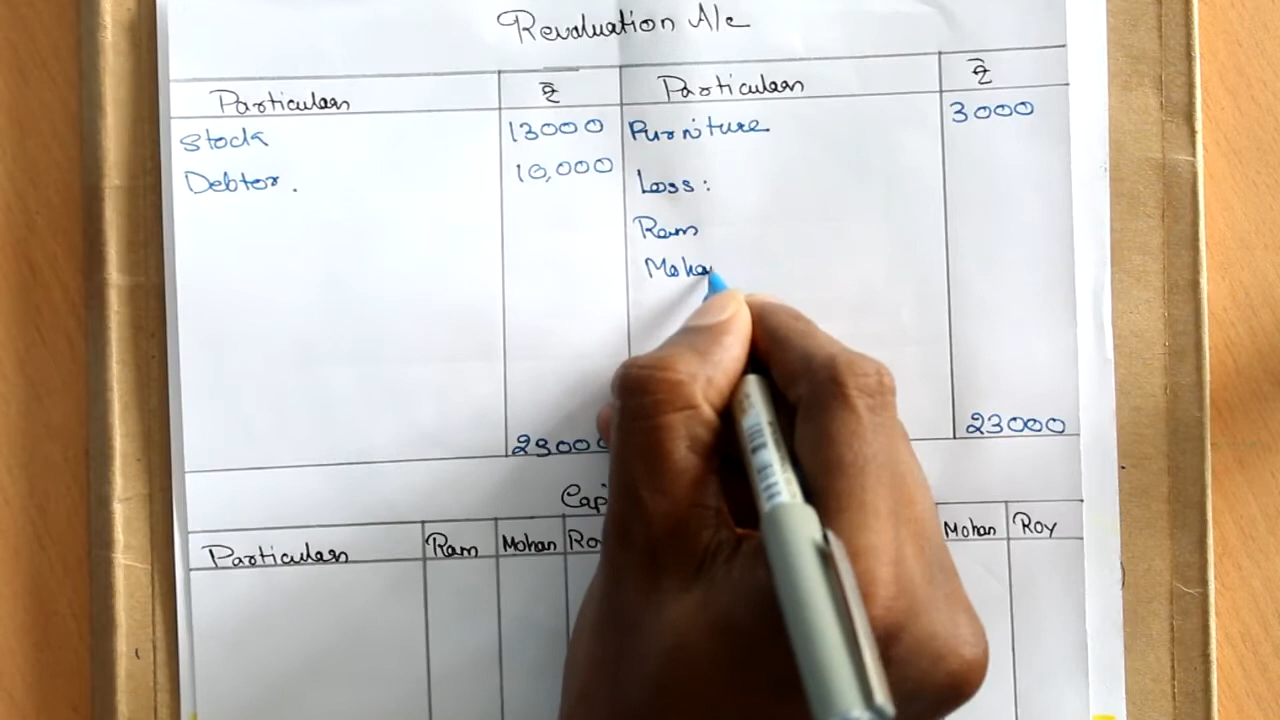 Revaluation A/c
Particulars ₹ Particulars ₹
Stock 13000 Furniture 3000
Debtor. 10,000 Loss:
Ram
Moha
23000 23000
Particulars Ram Mohan Mohan Roy